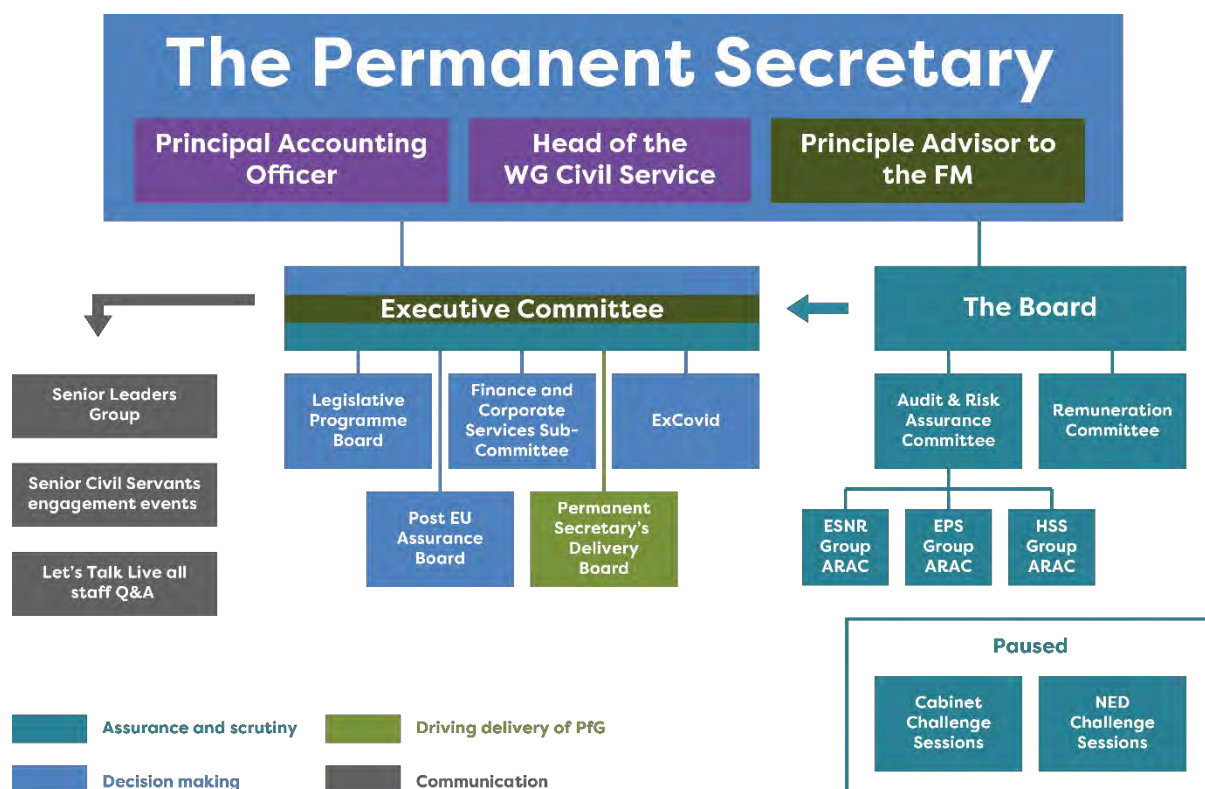 The Permanent Secretary
Principal Accounting
Officer
Head of the
WG Civil Service
Principle Advisor to
the FM
Executive Committee
The Board
Senior Leaders
Group
Senior Civil Servants
engagement events
Let's Talk Live all
staff Q&A
Legislative
Programme
Board
Finance and
Corporate
Services Sub-
Committee
ExCovid
Post EU
Assurance
Board
Permanent
Secretary's
Delivery
Board
Audit & Risk
Assurance
Committee
Remuneration
Committee
ESNR
Group
ARAC
EPS
Group
ARAC
HSS
Group
ARAC
Paused
Cabinet
Challenge
Sessions
NED
Challenge
Sessions
Assurance and scrutiny
Driving delivery of PfG
Decision making
Communication